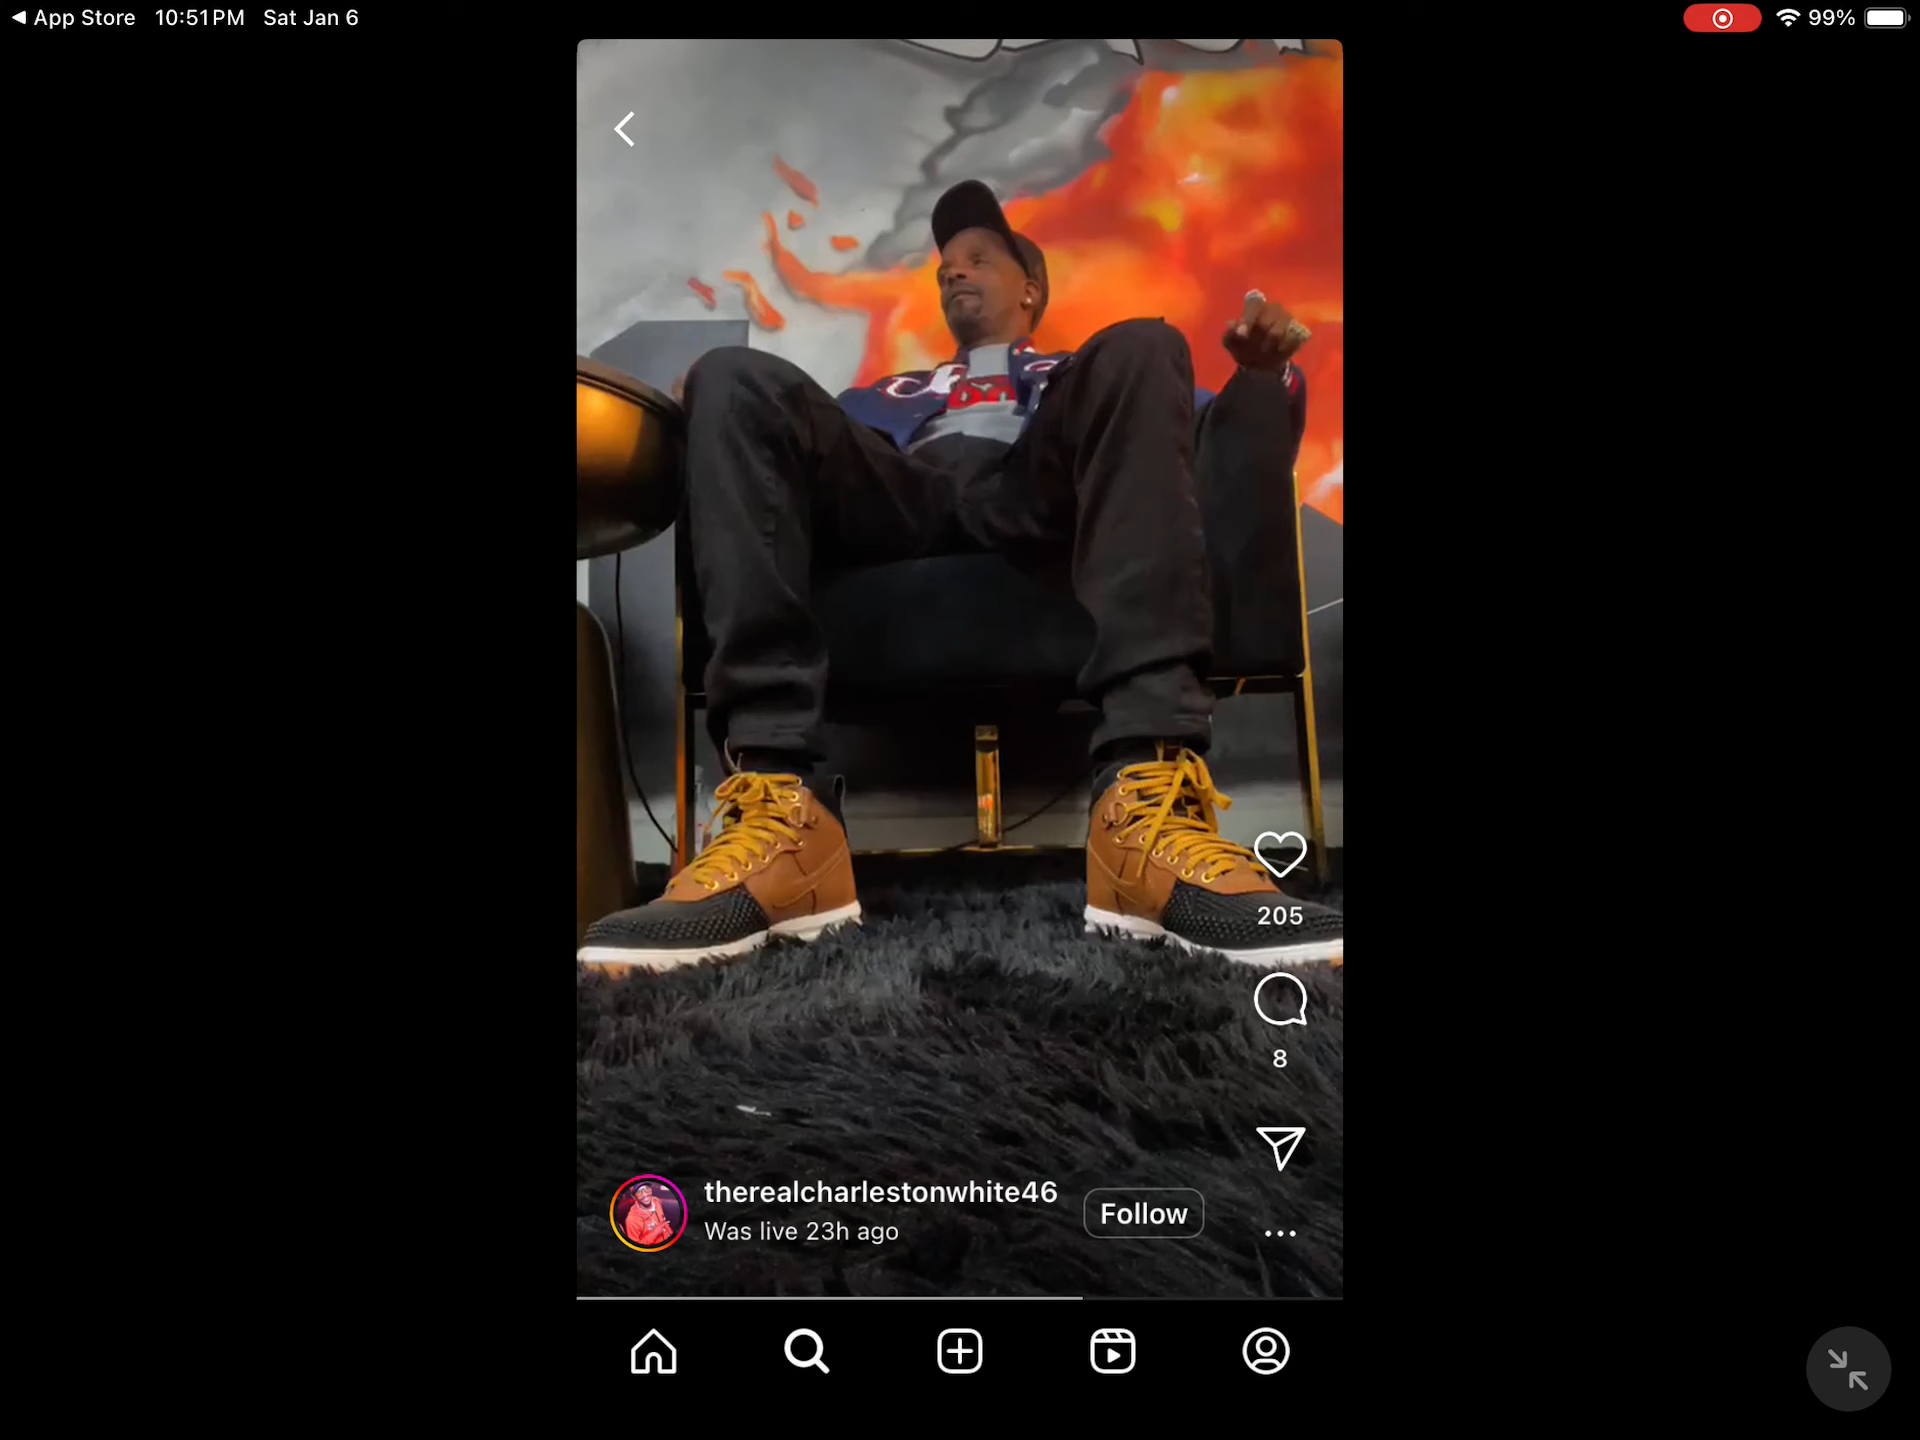 App Store 10:51 PM Sat Jan 6
99%
205
8
therealcharlestonwhite46
Follow
Was live 23h ago